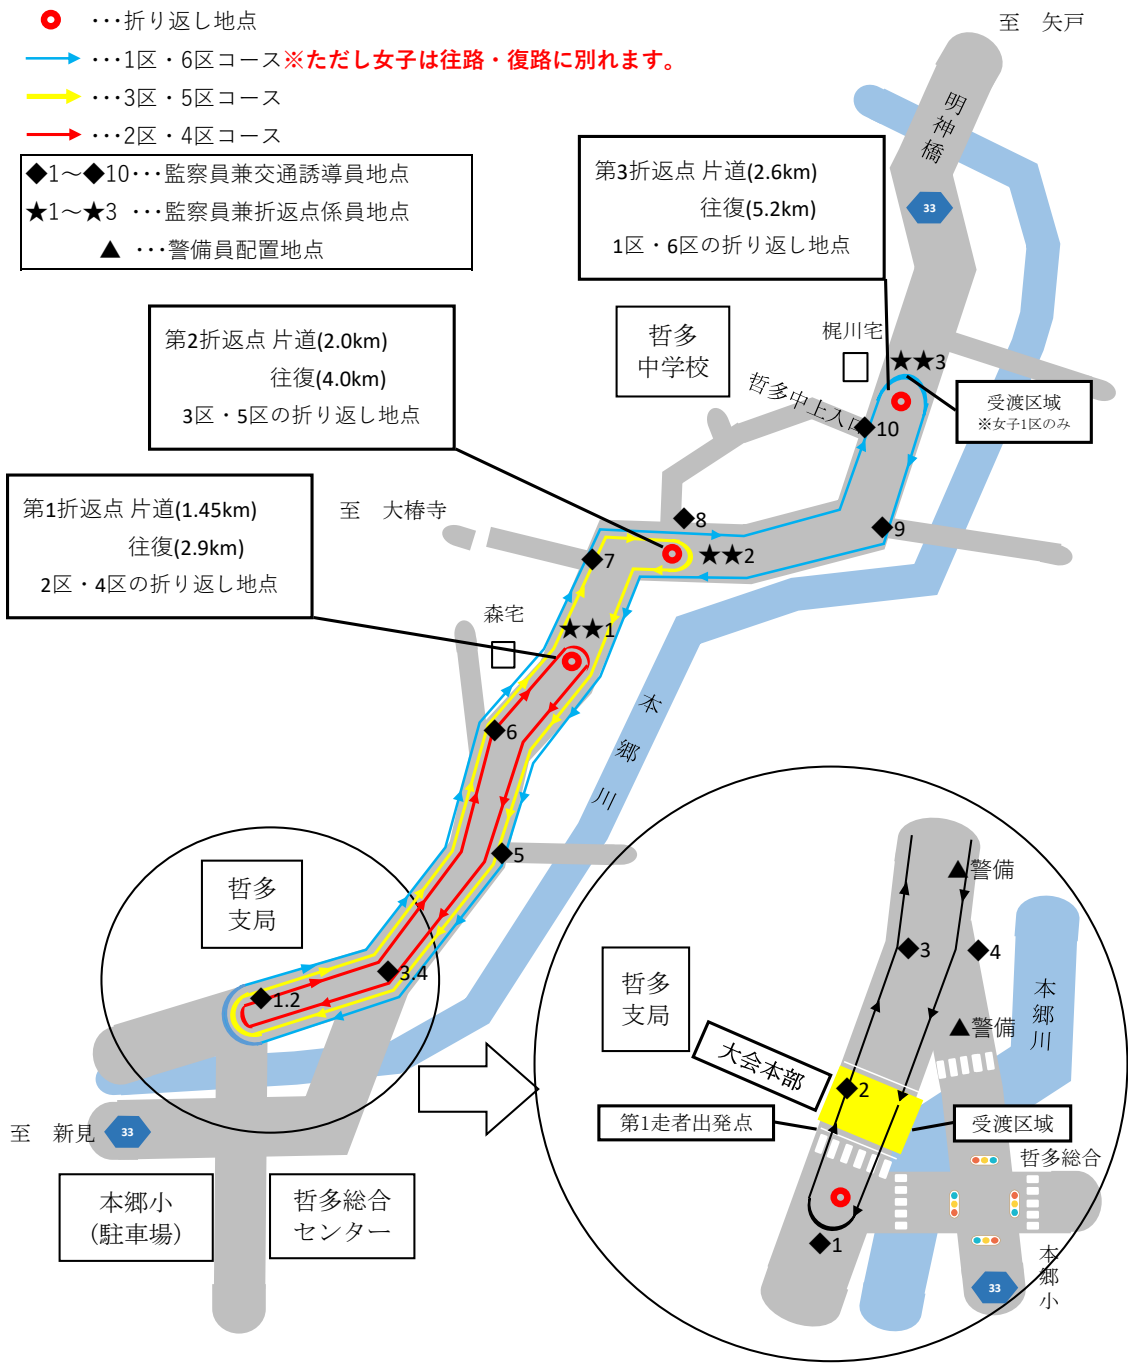 ･･･折り返し地点
至 矢戸
･･･1区・6区コース※ただし女子は往路・復路に別れます。
･･･3区・5区コース
･･･2区・4区コース
◆1～◆10･･･監察員兼交通誘導員地点
★1～★3 ･･･監察員兼折返点係員地点
▲ ･･･警備員配置地点
明神橋
33
第3折返点 片道(2.6km)
往復(5.2km)
1区・6区の折り返し地点
第2折返点 片道(2.0km)
往復(4.0km)
3区・5区の折り返し地点
哲多
中学校
梶川宅
★★3
哲多中上入口
◆10
受渡区域
※女子1区のみ
第1折返点 片道(1.45km)
往復(2.9km)
2区・4区の折り返し地点
至 大椿寺
◆8
◆9
★★2
◆7
森宅
★★1
本郷川
◆6
◆5
哲多
支局
◆3.4
◆1.2
▲警備
◆3
◆4
哲多
支局
本郷川
▲警備
大会本部
◆2
第1走者出発点
受渡区域
至 新見
33
哲多総合
本郷小
(駐車場)
哲多総合
センター
◆1
本郷小
33